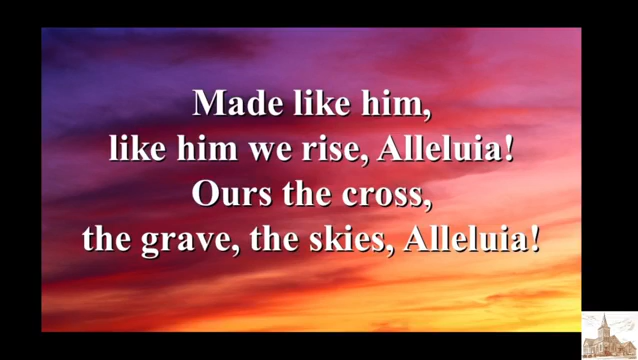 Made like him,
like him we rise, Alleluia!
Ours the cross,
the grave, the skies, Alleluia!